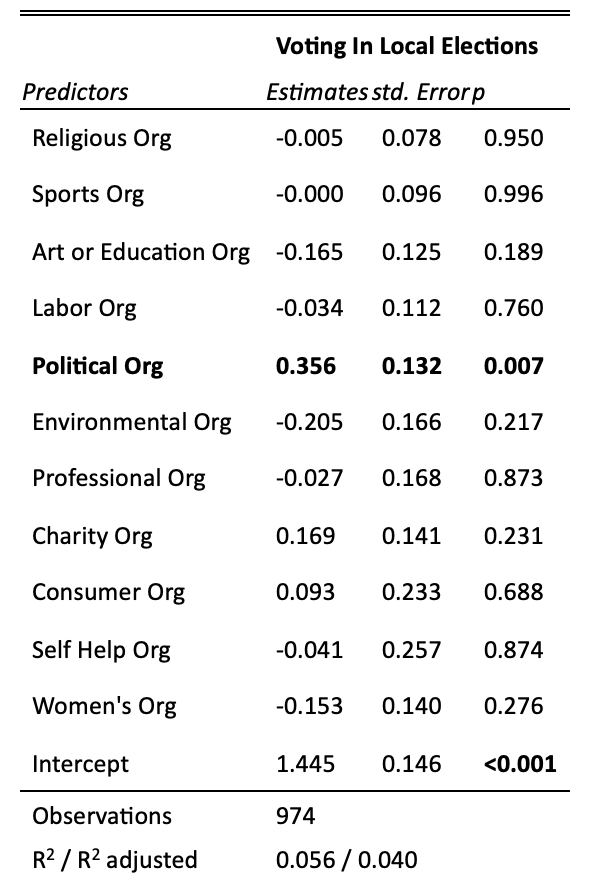 Voting In Local Elections
Predictors Estimates std. Error p
Religious Org -0.005 0.078 0.950
Sports Org -0.000 0.096 0.996
Art or Education Org -0.165 0.125 0.189
Labor Org -0.034 0.112 0.760
Political Org 0.356 0.132 0.007
Environmental Org -0.205 0.166 0.217
Professional Org -0.027 0.168 0.873
Charity Org 0.169 0.141 0.231
Consumer Org 0.093 0.233 0.688
Self Help Org -0.041 0.257 0.874
Women's Org -0.153 0.140 0.276
Intercept 1.445 0.146 <0.001
Observations 974
R² / R² adjusted 0.056 / 0.040